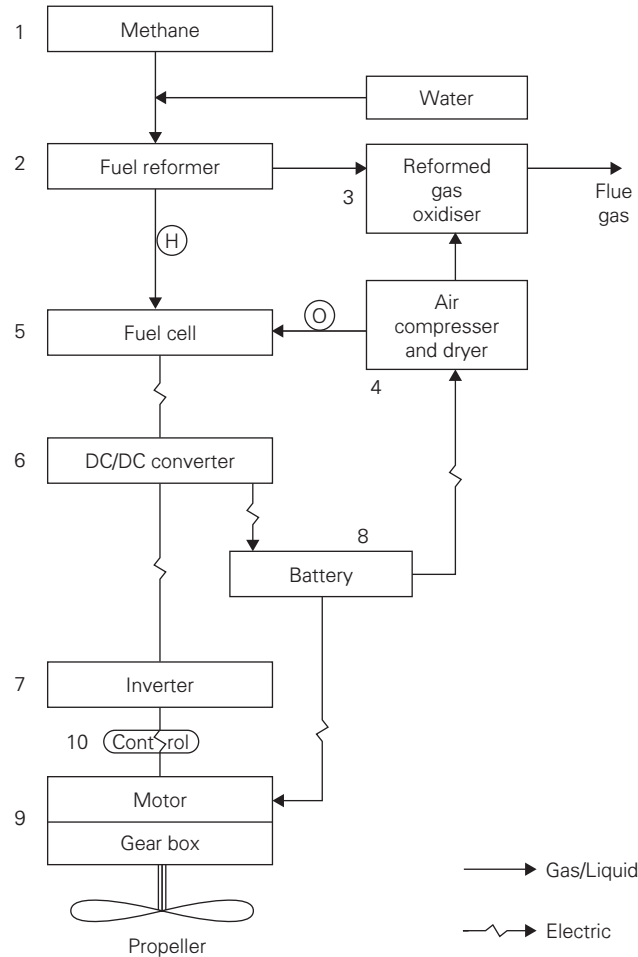 1
Methane
Water
2
Fuel reformer
3
Reformed
gas
oxidiser
Flue
gas
H
5
Fuel cell
O
Air
compresser
and dryer
4
6
DC/DC converter
8
Battery
7
Inverter
10
Control
9
Motor
Gear box
Propeller
Gas/Liquid
Electric